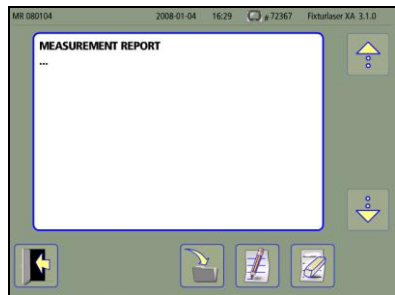 MR 080104 2008-01-04 16:29 # 72367 Fixturlaser XA 3.1.0
MEASUREMENT REPORT
...